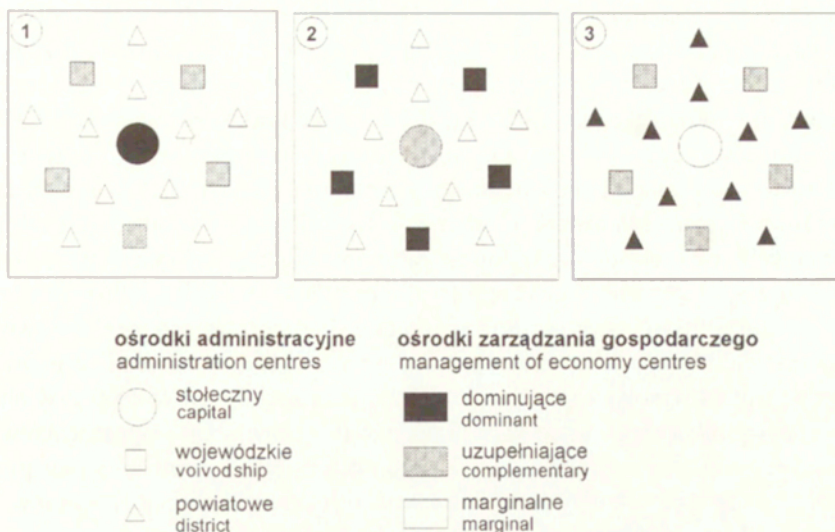 1
2
3
ośrodki administracyjne
administration centres
stołeczny
capital
wojewódzkie
voivodship
powiatowe
district
ośrodki zarządzania gospodarczego
management of economy centres
dominujące
dominant
uzupełniające
complementary
marginalne
marginal